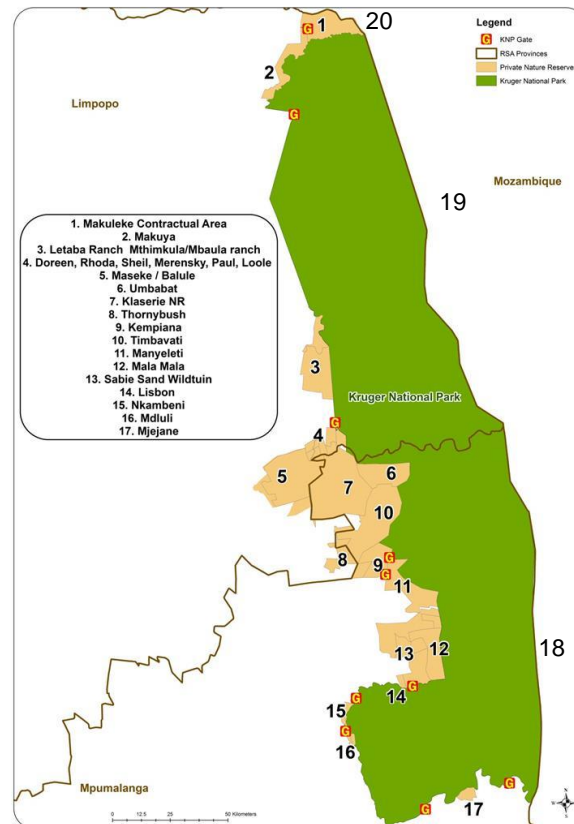 Legend
G KNP Gate
RSA Provinces
Private Nature Reserve
Kruger National Park
1
20
2
G
G
Limpopo
Mozambique
19
1. Makuleke Contractual Area
2. Makuya
3. Letaba Ranch Mthimkula/Mbaula ranch
4. Doreen, Rhoda, Sheil, Merensky, Paul, Loole
5. Maseke / Balule
6. Umbabat
7. Klaserie NR
8. Thornybush
9. Kempiana
10. Timbavati
11. Manyeleti
12. Mala Mala
13. Sabie Sand Wildtuin
14. Lisbon
15. Nkambeni
16. Mdluli
17. Mjejane
3
Kruger National Park
G
4
5
7
6
10
8
9
G
G
11
13
12
18
14
G
15
G
16
G
Mpumalanga
17
G
G
0 12.5 25 50 Kilometers
N
W E
S